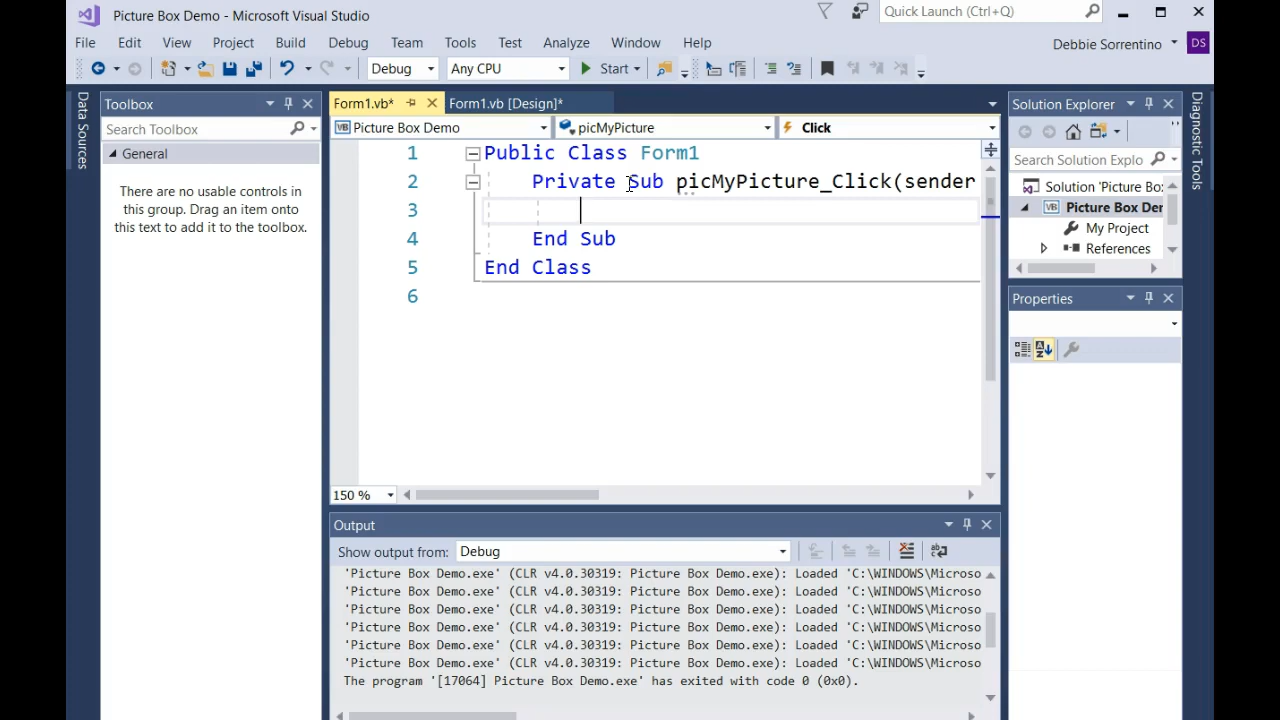 Picture Box Demo - Microsoft Visual Studio
Quick Launch (Ctrl+Q)
File Edit View Project Build Debug Team Tools Test Analyze Window Help
Debbie Sorrentino DS
Debug Any CPU Start
Data Sources
Toolbox
Search Toolbox
General
There are no usable controls in
this group. Drag an item onto
this text to add it to the toolbox.
Form1.vb* Form1.vb [Design]*
VB Picture Box Demo picMyPicture Click
1 Public Class Form1
2 Private Sub picMyPicture_Click(sender
3
4 End Sub
5 End Class
6
150 %
Output
Show output from: Debug
'Picture Box Demo.exe' (CLR v4.0.30319: Picture Box Demo.exe): Loaded 'C:\WINDOWS\Microso
'Picture Box Demo.exe' (CLR v4.0.30319: Picture Box Demo.exe): Loaded 'C:\WINDOWS\Microso
'Picture Box Demo.exe' (CLR v4.0.30319: Picture Box Demo.exe): Loaded 'C:\WINDOWS\Microso
'Picture Box Demo.exe' (CLR v4.0.30319: Picture Box Demo.exe): Loaded 'C:\WINDOWS\Microso
'Picture Box Demo.exe' (CLR v4.0.30319: Picture Box Demo.exe): Loaded 'C:\WINDOWS\Microso
'Picture Box Demo.exe' (CLR v4.0.30319: Picture Box Demo.exe): Loaded 'C:\WINDOWS\Microso
The program '[17064] Picture Box Demo.exe' has exited with code 0 (0x0).
Solution Explorer
Search Solution Explo
Solution 'Picture Bo
VB Picture Box Der
My Project
References
Properties
Diagnostic Tools